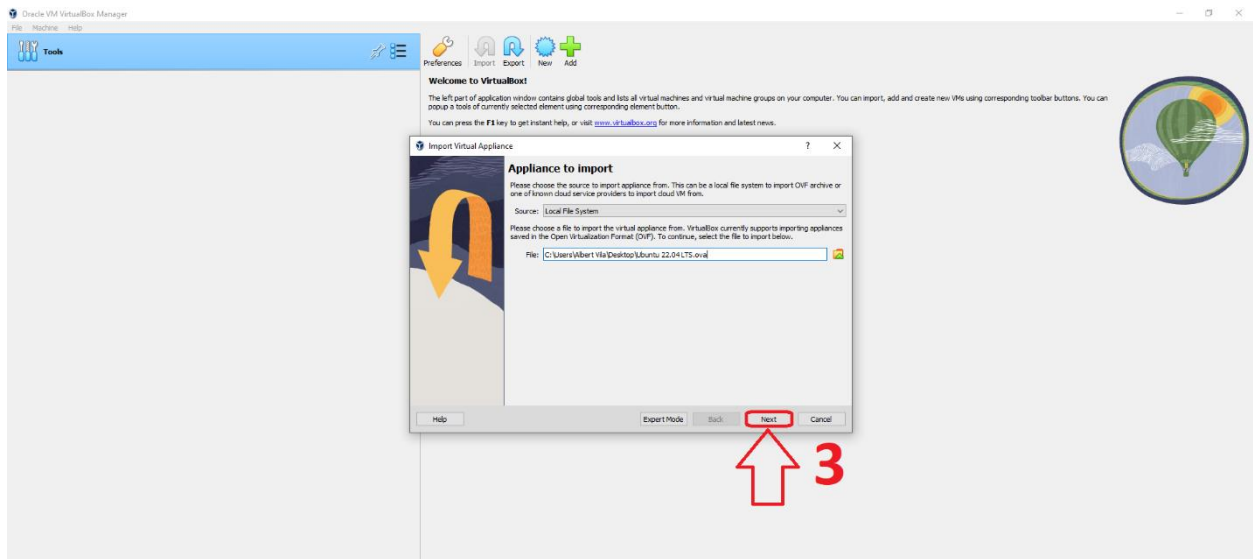 Oracle VM VirtualBox Manager
File Machine Help
Tools
Preferences Import Export New Add
Welcome to VirtualBox!
The left part of application window contains global tools and lists all virtual machines and virtual machine groups on your computer. You can import, add and create new VMs using corresponding toolbar buttons. You can
popup a tools of currently selected element using corresponding element button.
You can press the F1 key to get instant help, or visit www.virtualbox.org for more information and latest news.
Import Virtual Appliance
Appliance to import
Please choose the source to import appliance from. This can be a local file system to import OVF archive or
one of known cloud service providers to import cloud VM from.
Source: Local File System
Please choose a file to import the virtual appliance from. VirtualBox currently supports importing appliances
saved in the Open Virtualization Format (OVF). To continue, select the file to import below.
File: C:\Users\Albert Vila\Desktop\Ubuntu 22.04 LTS.ova
Help Expert Mode Back Next Cancel
3